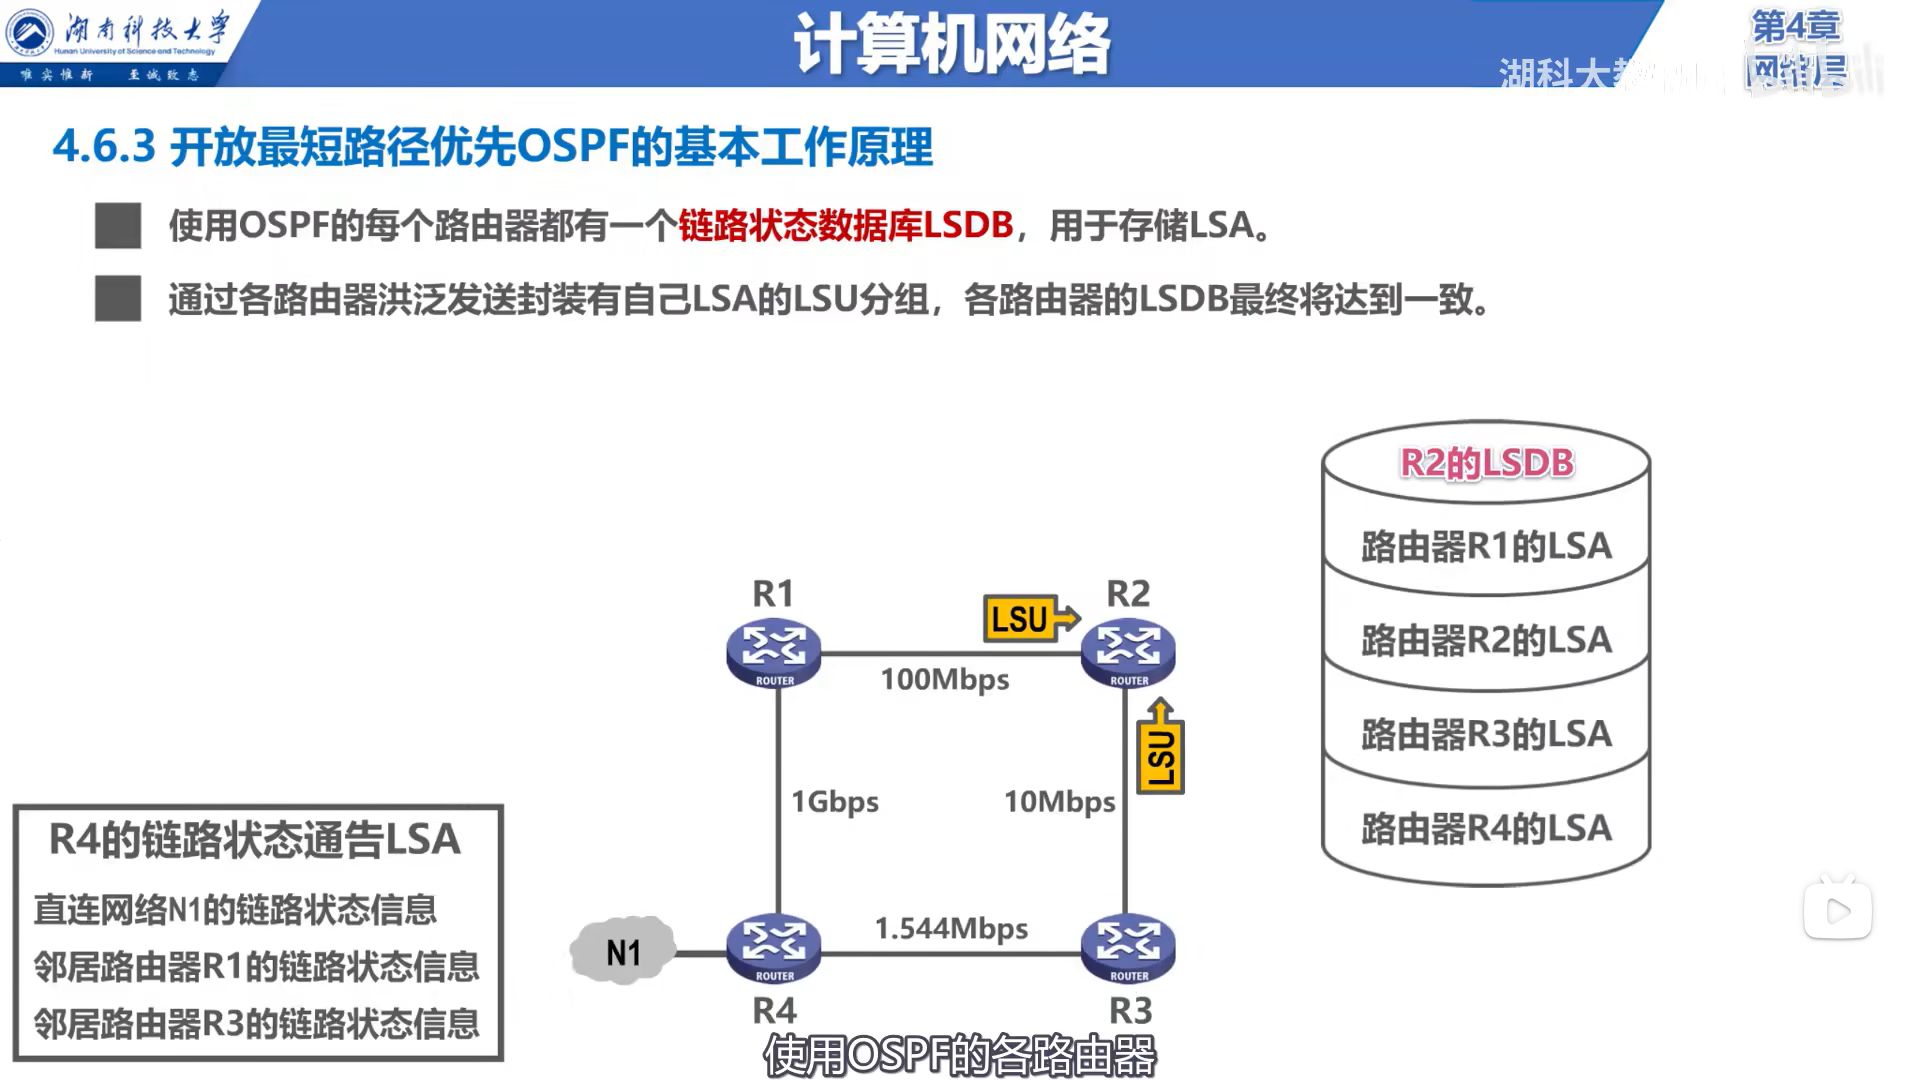 湖南科技大学
Hunan University of Science and Technology
唯实惟新 至诚致志
计算机网络
第4章
网络层
湖科大教
4.6.3 开放最短路径优先OSPF的基本工作原理
使用OSPF的每个路由器都有一个链路状态数据库LSDB，用于存储LSA。
通过各路由器洪泛发送封装有自己LSA的LSU分组，各路由器的LSDB最终将达到一致。
R2的LSDB
路由器R1的LSA
路由器R2的LSA
路由器R3的LSA
路由器R4的LSA
R1
LSU
R2
ROUTER
ROUTER
100Mbps
LSU
1Gbps
10Mbps
R4的链路状态通告LSA
直连网络N1的链路状态信息
邻居路由器R1的链路状态信息
邻居路由器R3的链路状态信息
1.544Mbps
N1
ROUTER
ROUTER
R4
R3
使用OSPF的各路由器